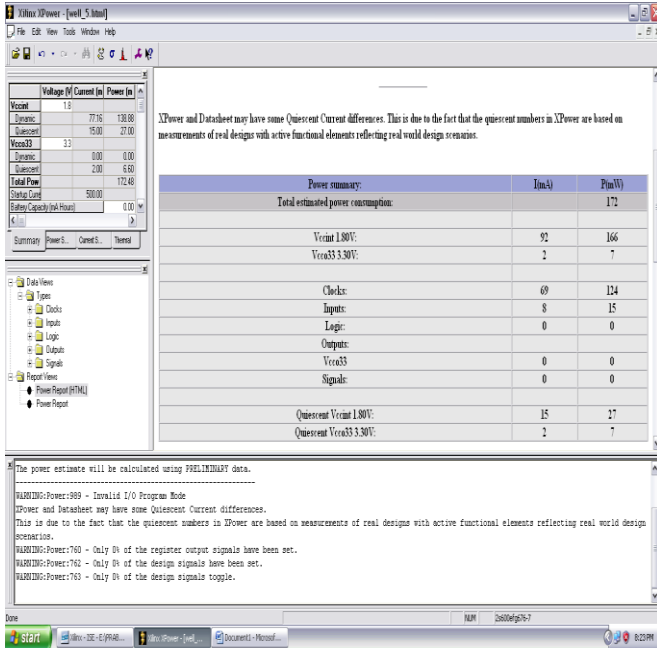 Xilinx XPower - [well_5.html]
File Edit View Tools Window Help
Voltage (V Current (m Power (m
Vccint 1.8
Dynamic 77.16 138.88
Quiescent 15.00 27.00
Vcco33 3.3
Dynamic 0.00 0.00
Quiescent 2.00 6.60
Total Pow 172.48
Startup Curre 500.00
Battery Capacity (mA Hours) 0.00
Summary Power S... Current S... Thermal
Data Views
Types
Clocks
Inputs
Logic
Outputs
Signals
Report Views
Power Report (HTML)
Power Report
XPower and Datasheet may have some Quiescent Current differences. This is due to the fact that the quiescent numbers in XPower are based on
measurements of real designs with active functional elements reflecting real world design scenarios.
Power summary: I(mA) P(mW)
Total estimated power consumption: 172
Vccint 1.80V: 92 166
Vcco33 3.30V: 2 7
Clocks: 69 124
Inputs: 8 15
Logic: 0 0
Outputs:
Vcco33 0 0
Signals: 0 0
Quiescent Vccint 1.80V: 15 27
Quiescent Vcco33 3.30V: 2 7
The power estimate will be calculated using PRELIMINARY data.
WARNING:Power:989 - Invalid I/O Program Mode
XPower and Datasheet may have some Quiescent Current differences.
This is due to the fact that the quiescent numbers in XPower are based on measurements of real designs with active functional elements reflecting real world design
scenarios.
WARNING:Power:760 - Only 0% of the register output signals have been set.
WARNING:Power:762 - Only 0% of the design signals have been set.
WARNING:Power:763 - Only 0% of the design signals toggle.
Done NUM 2s600efg676-7
start Xilinx - ISE - E:\PRAB... Xilinx XPower - [well_... Document1 - Microsof... 8:23 PM